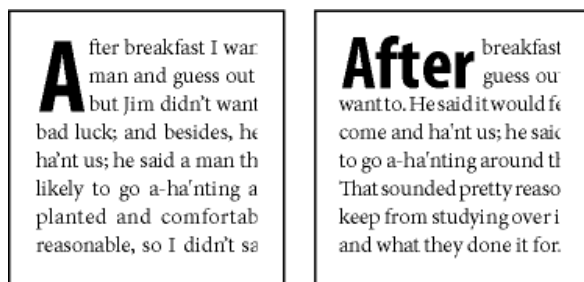 After breakfast I wan
man and guess out
but Jim didn't want
bad luck; and besides, he
ha'nt us; he said a man th
likely to go a-ha'nting a
planted and comfortab
reasonable, so I didn't sa
After breakfast
guess ou
want to. He said it would fe
come and ha'nt us; he said
to go a-ha'nting around th
That sounded pretty reaso
keep from studying over i
and what they done it for.